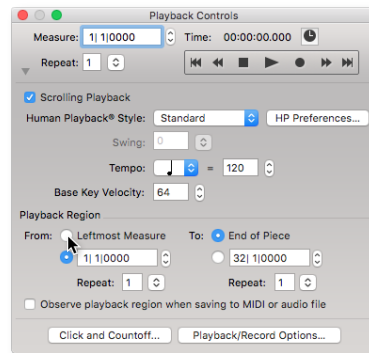 Playback Controls
Measure: 1| 1|0000 Time: 00:00:00.000
Repeat: 1
Scrolling Playback
Human Playback® Style: Standard HP Preferences...
Swing: 0
Tempo: = 120
Base Key Velocity: 64
Playback Region
From: Leftmost Measure To: End of Piece
1| 1|0000 32| 1|0000
Repeat: 1 Repeat: 1
Observe playback region when saving to MIDI or audio file
Click and Countoff... Playback/Record Options...